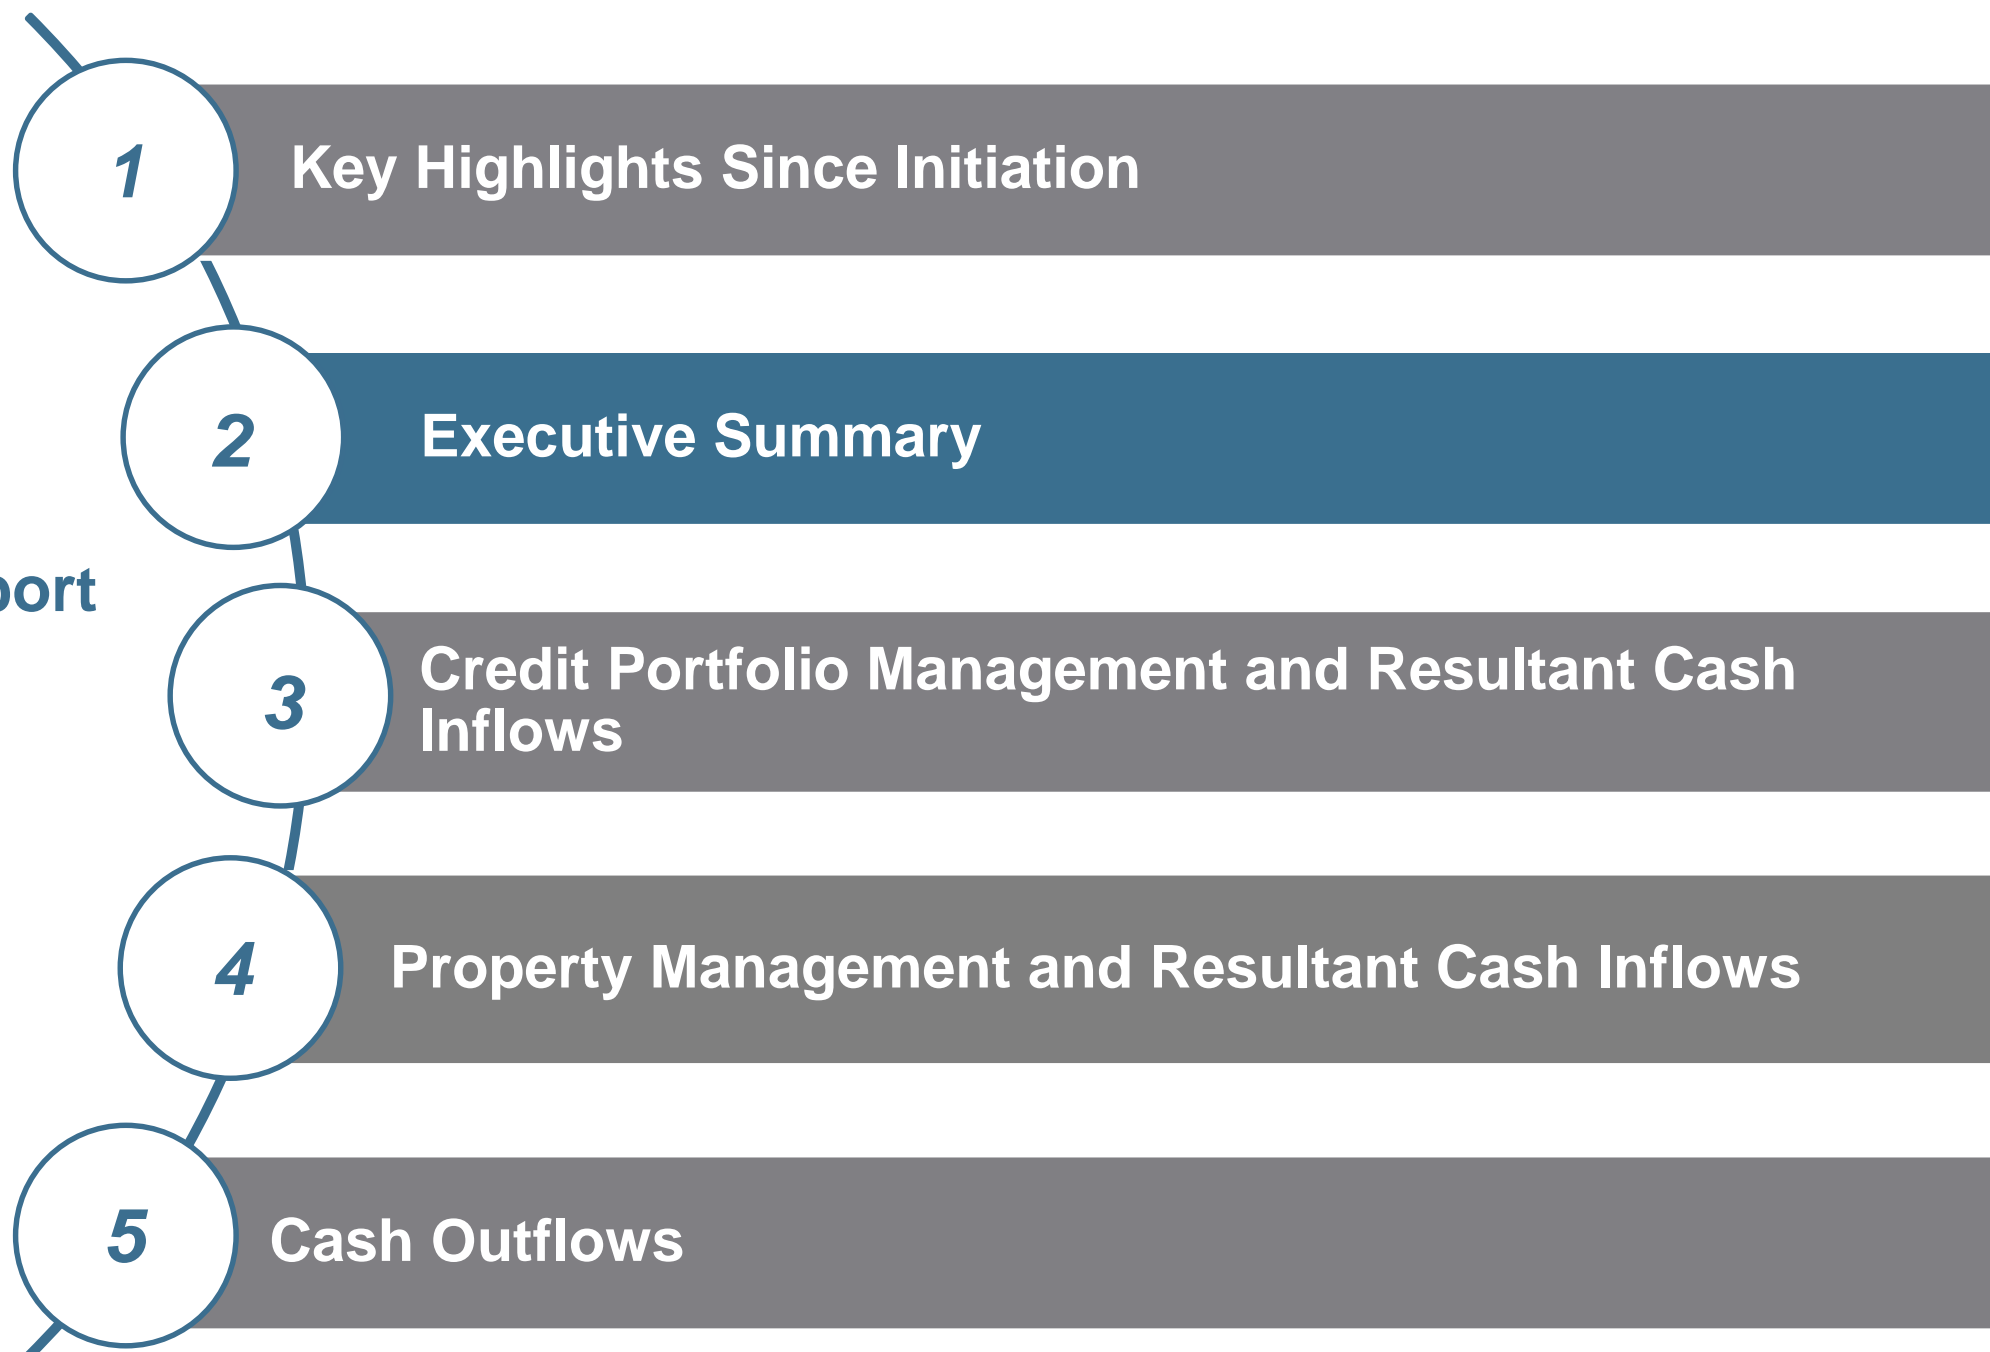 1
Key Highlights Since Initiation
2
Executive Summary
port
3
Credit Portfolio Management and Resultant Cash
Inflows
4
Property Management and Resultant Cash Inflows
5
Cash Outflows